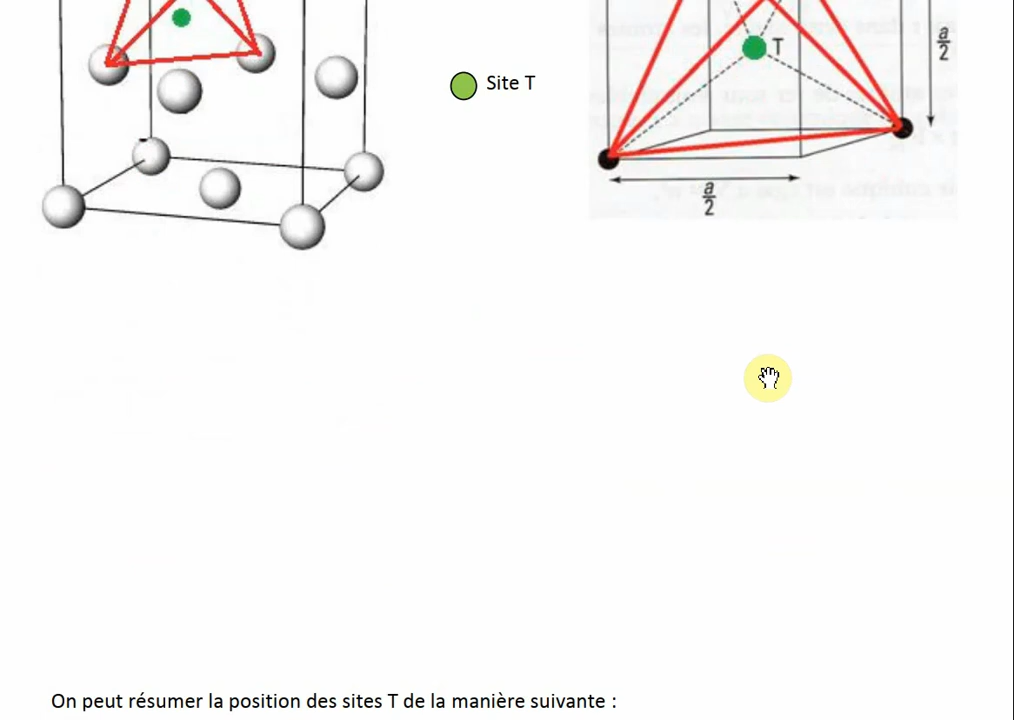 Site T
T
a/2
a/2
On peut résumer la position des sites T de la manière suivante :